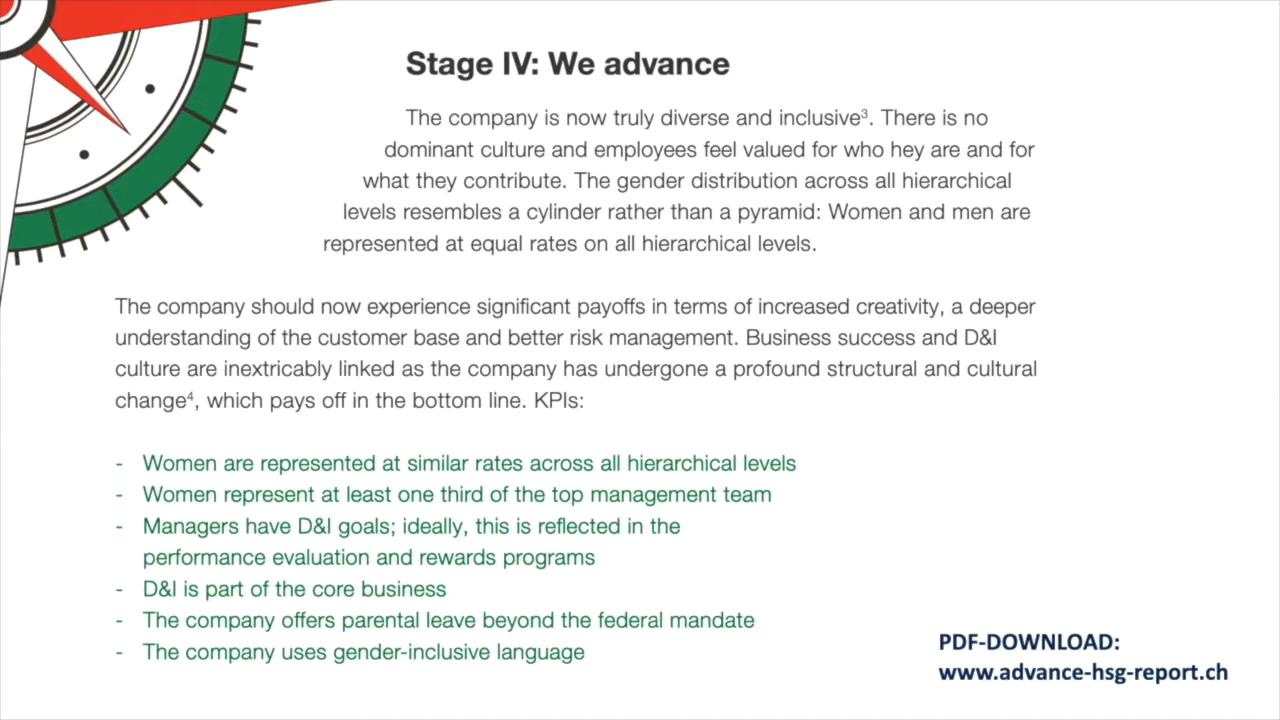 Stage IV: We advance
The company is now truly diverse and inclusive³. There is no
dominant culture and employees feel valued for who hey are and for
what they contribute. The gender distribution across all hierarchical
levels resembles a cylinder rather than a pyramid: Women and men are
represented at equal rates on all hierarchical levels.
The company should now experience significant payoffs in terms of increased creativity, a deeper
understanding of the customer base and better risk management. Business success and D&I
culture are inextricably linked as the company has undergone a profound structural and cultural
change⁴, which pays off in the bottom line. KPIs:
- Women are represented at similar rates across all hierarchical levels
- Women represent at least one third of the top management team
- Managers have D&I goals; ideally, this is reflected in the
performance evaluation and rewards programs
- D&I is part of the core business
- The company offers parental leave beyond the federal mandate
- The company uses gender-inclusive language
PDF-DOWNLOAD:
www.advance-hsg-report.ch